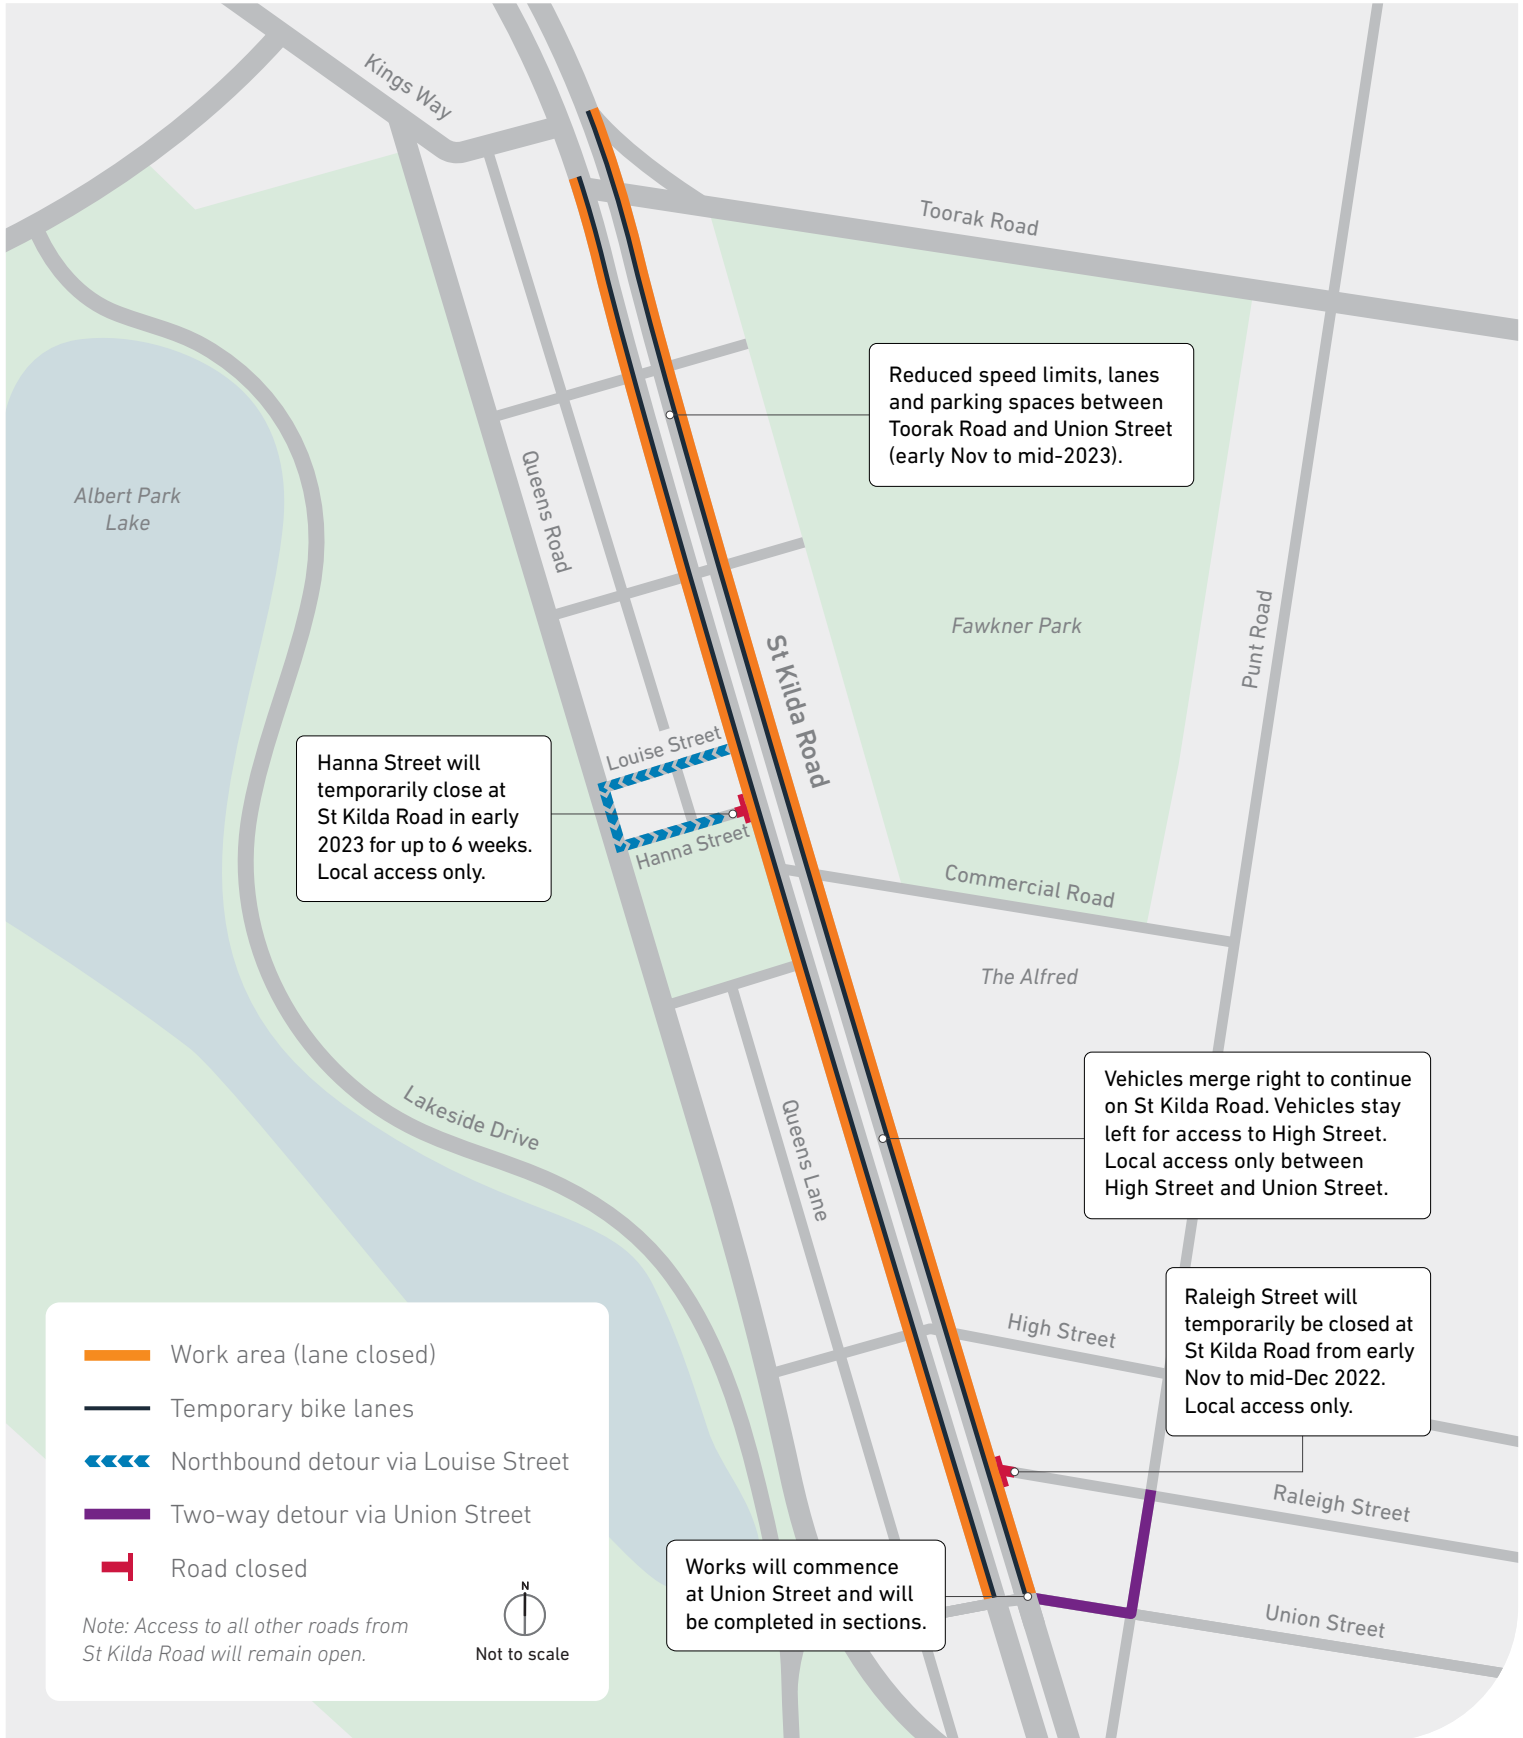 Kings Way
Toorak Road
Reduced speed limits, lanes
and parking spaces between
Toorak Road and Union Street
(early Nov to mid-2023).
Queens Road
Albert Park
Lake
Fawkner Park
Punt Road
St Kilda Road
Louise Street
Hanna Street will
temporarily close at
St Kilda Road in early
2023 for up to 6 weeks.
Local access only.
Hanna Street
Commercial Road
The Alfred
Vehicles merge right to continue
on St Kilda Road. Vehicles stay
left for access to High Street.
Local access only between
High Street and Union Street.
Lakeside Drive
Queens Lane
High Street
Raleigh Street will
temporarily be closed at
St Kilda Road from early
Nov to mid-Dec 2022.
Local access only.
Raleigh Street
Works will commence
at Union Street and will
be completed in sections.
Union Street
Work area (lane closed)
Temporary bike lanes
Northbound detour via Louise Street
Two-way detour via Union Street
Road closed
Note: Access to all other roads from
St Kilda Road will remain open.
N
Not to scale